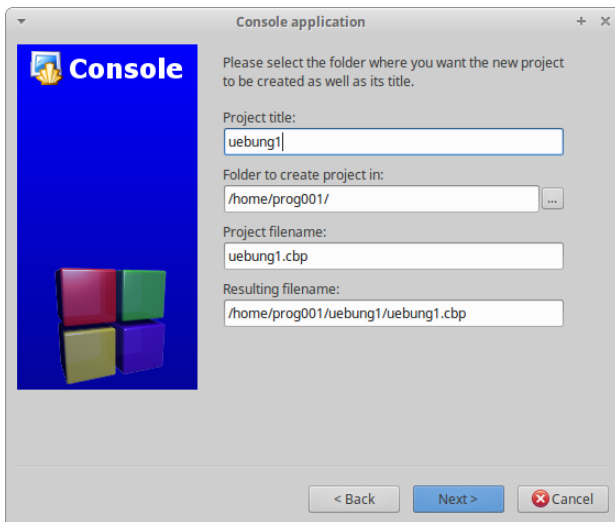 Console application
Console
Please select the folder where you want the new project
to be created as well as its title.
Project title:
uebung1
Folder to create project in:
/home/prog001/
...
Project filename:
uebung1.cbp
Resulting filename:
/home/prog001/uebung1/uebung1.cbp
< Back
Next >
Cancel